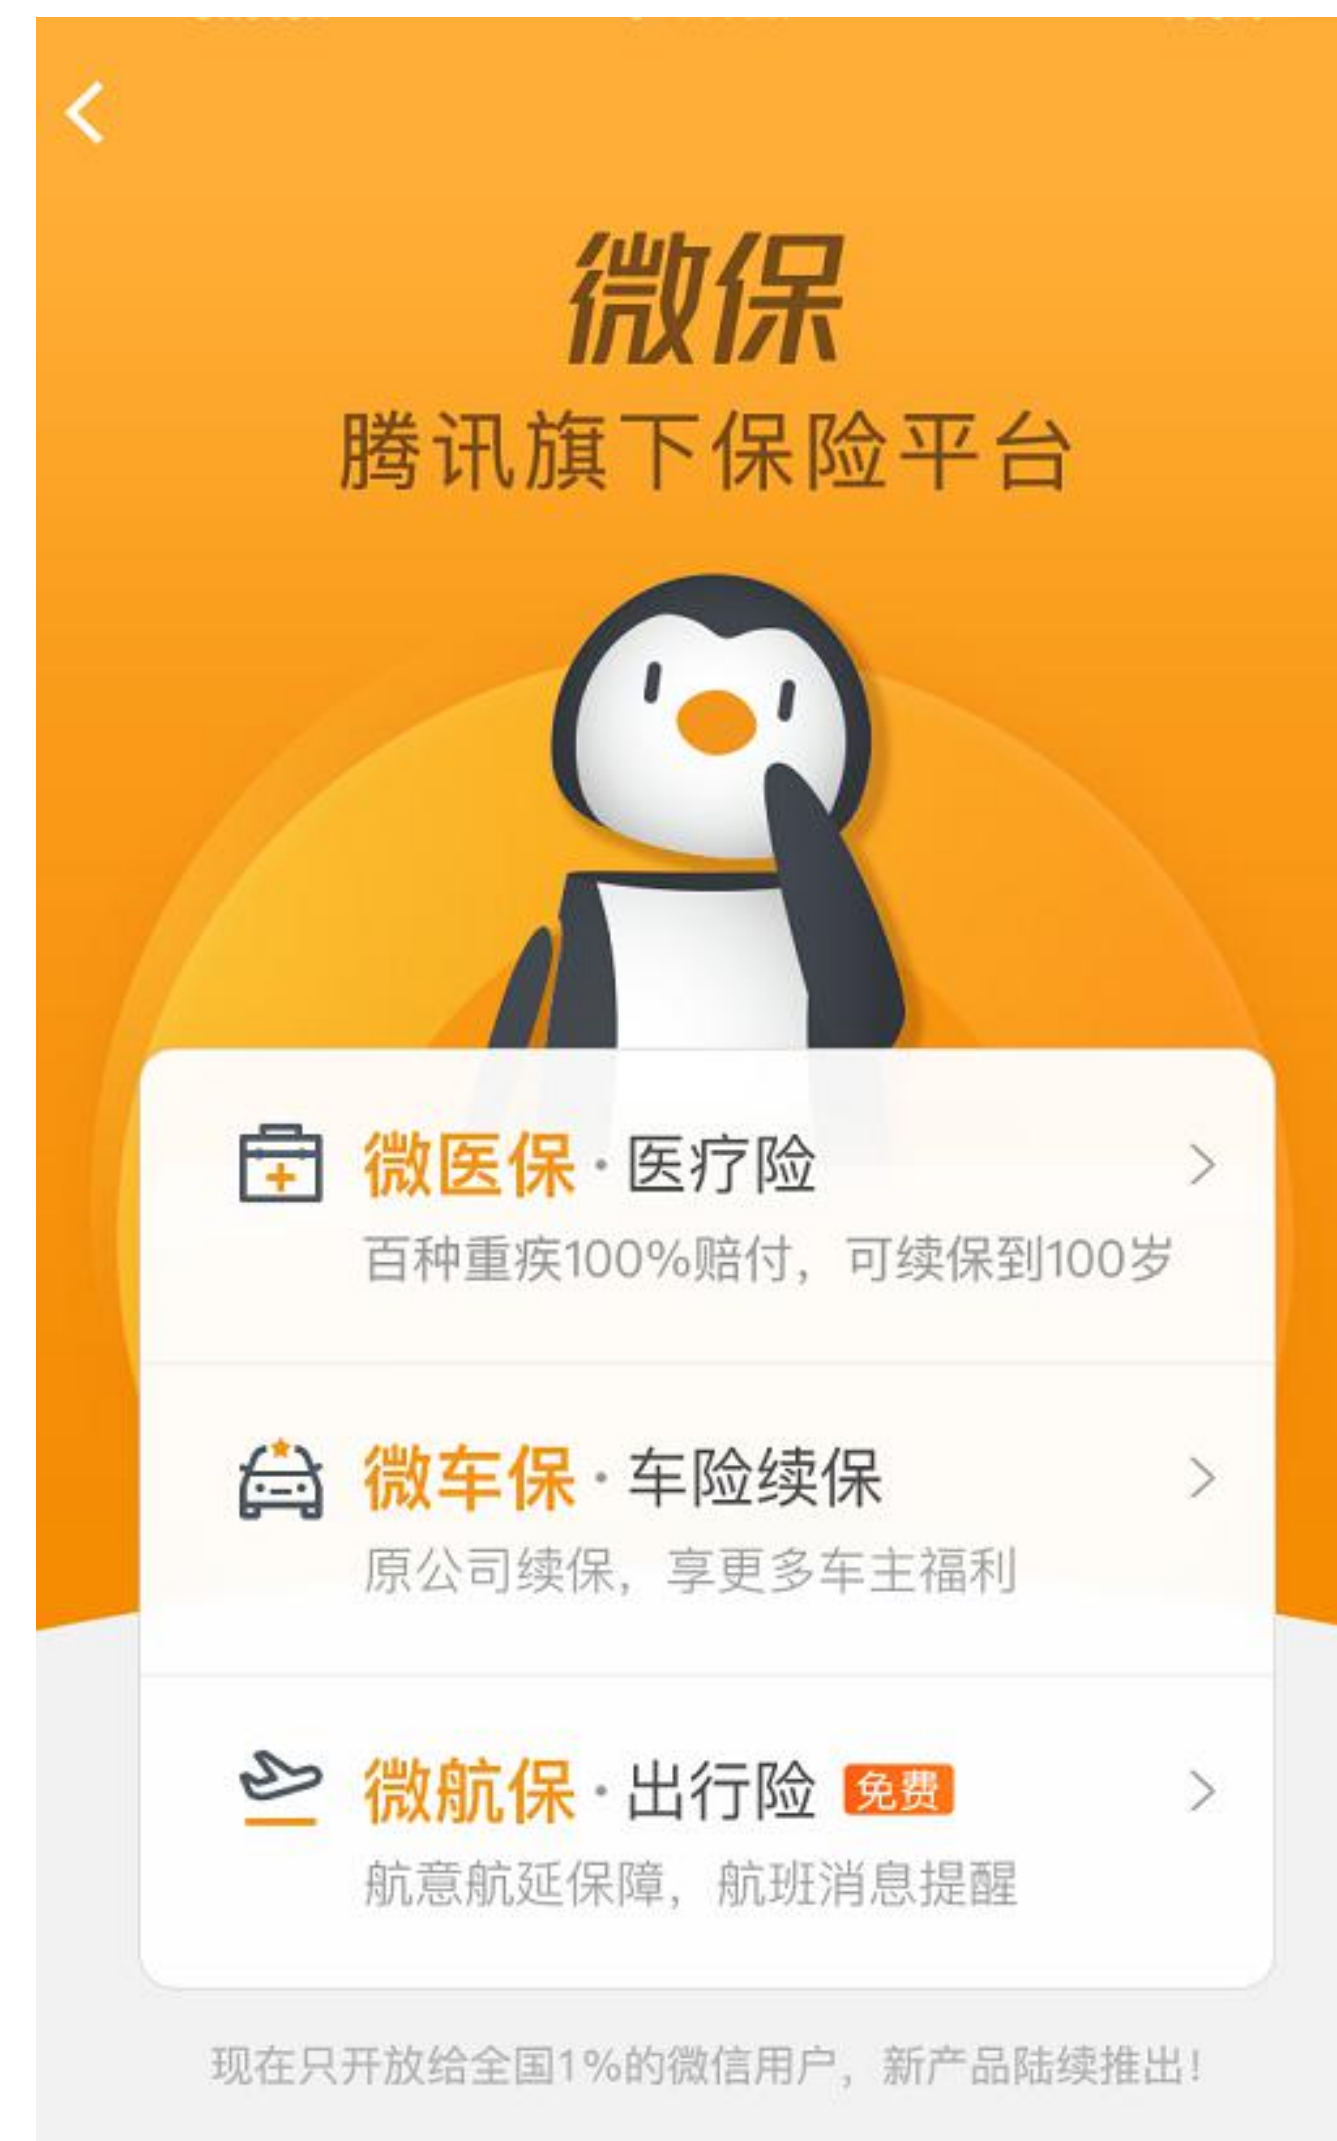 微保
腾讯旗下保险平台
微医保·医疗险
百种重疾100%赔付，可续保到100岁
微车保·车险续保
原公司续保，享更多车主福利
微航保·出行险 免费
航意航延保障，航班消息提醒
现在只开放给全国1%的微信用户，新产品陆续推出！